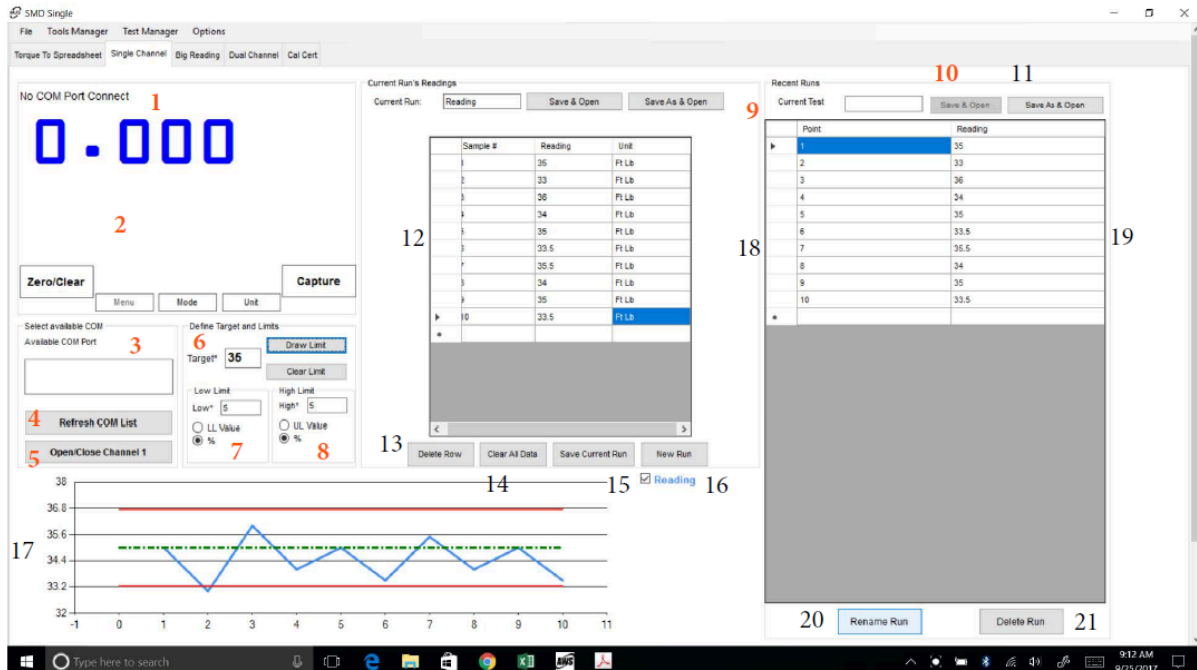 SMD Single
File Tools Manager Test Manager Options
Torque To Spreadsheet Single Channel Big Reading Dual Channel Cal Cert
No COM Port Connect
1
0.000
2
Zero/Clear
Capture
Menu Mode Unit
Select available COM
Available COM Port
3
4 Refresh COM List
5 Open/Close Channel 1
Define Target and Limits
6
Target* 35
Draw Limit
Clear Limit
Low Limit
Low* 5
LL Value
%
7
High Limit
High* 5
UL Value
%
8
Current Run's Readings
Current Run: Reading Save & Open Save As & Open
9
12
Sample # Reading Unit
1 35 Ft Lb
2 33 Ft Lb
3 36 Ft Lb
4 34 Ft Lb
5 35 Ft Lb
6 33.5 Ft Lb
7 35.5 Ft Lb
8 34 Ft Lb
9 35 Ft Lb
10 33.5 Ft Lb
13
Delete Row Clear All Data Save Current Run New Run
14
15
Reading
16
Recent Runs
10 11
Current Test Save & Open Save As & Open
18 19
Point Reading
1 35
2 33
3 36
4 34
5 35
6 33.5
7 35.5
8 34
9 35
10 33.5
20 Rename Run Delete Run 21
17
38
36.8
35.6
34.4
33.2
32
-1 0 1 2 3 4 5 6 7 8 9 10 11
Type here to search
AWS
9:12 AM
9/25/2017